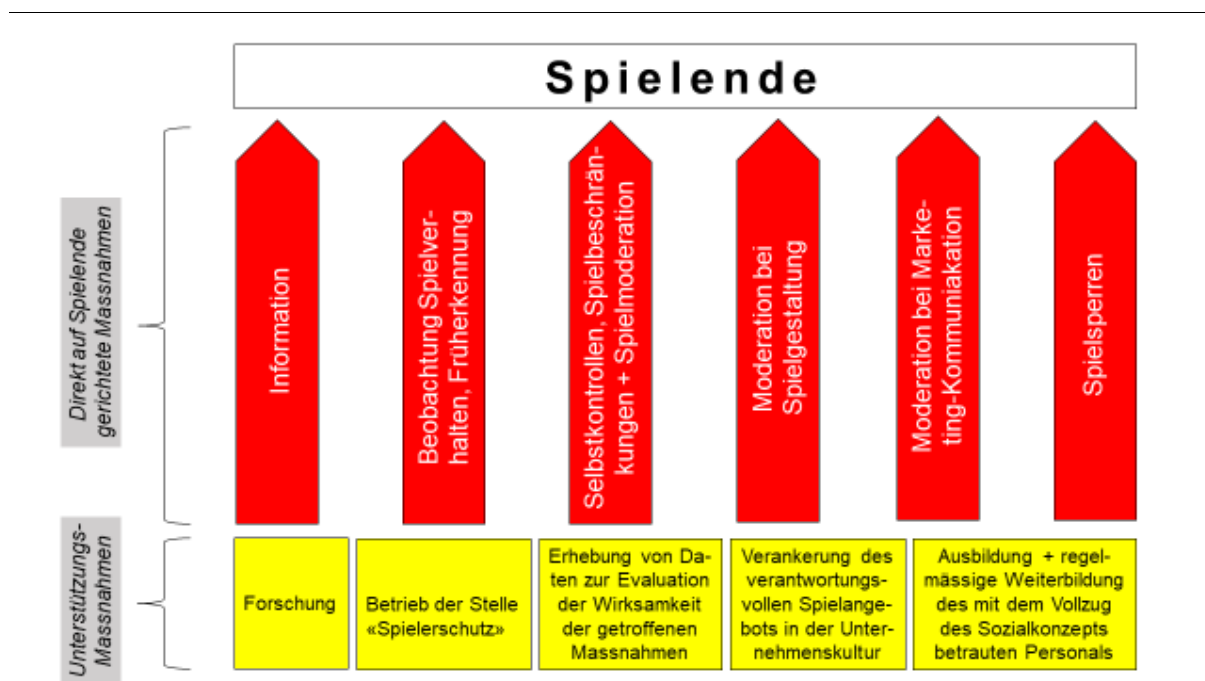 Spielende
Direkt auf Spielende
gerichtete Massnahmen
Information
Beobachtung Spielver-
halten, Früherkennung
Selbstkontrollen, Spielbeschrän-
kungen + Spielmoderation
Moderation bei
Spielgestaltung
Moderation bei Marke-
ting-Kommuniakation
Spielsperren
Unterstützungs-
Massnahmen
Forschung
Betrieb der Stelle
«Spielerschutz»
Erhebung von Da-
ten zur Evaluation
der Wirksamkeit
der getroffenen
Massnahmen
Verankerung des
verantwortungs-
vollen Spielange-
bots in der Unter-
nehmenskultur
Ausbildung + regel-
mässige Weiterbildung
des mit dem Vollzug
des Sozialkonzepts
betrauten Personals